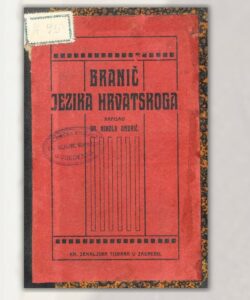 BRANIČ
JEZIKA HRVATSKOGA
NAPISAO
DR. NIKOLA ANDRIĆ
KR. ZEMALJSKA TISKARA U ZAGREBU.